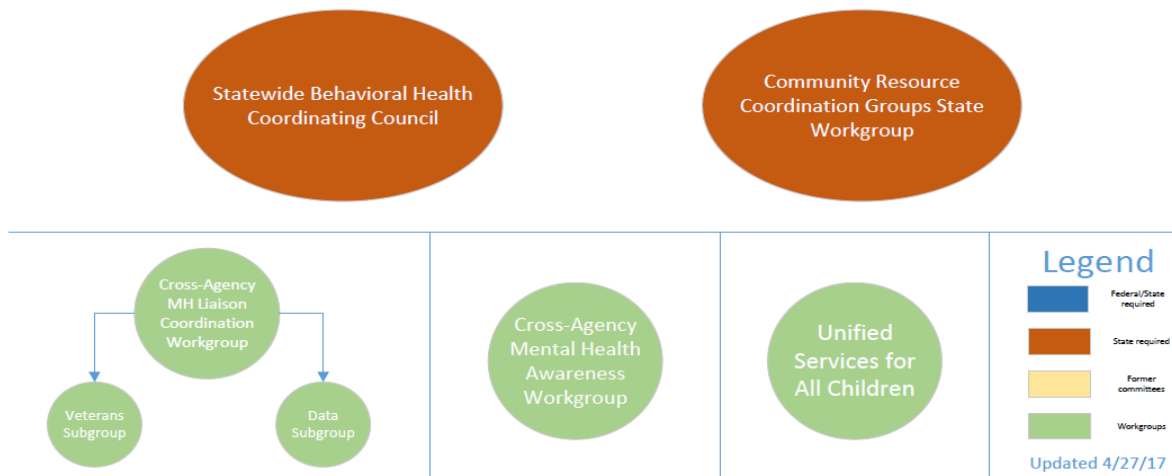 Statewide Behavioral Health
Coordinating Council
Community Resource
Coordination Groups State
Workgroup
Cross-Agency
MH Liaison
Coordination
Workgroup
Veterans
Subgroup
Data
Subgroup
Cross-Agency
Mental Health
Awareness
Workgroup
Unified
Services for
All Children
Legend
Federal/State
required
State required
Former
committees
Workgroups
Updated 4/27/17